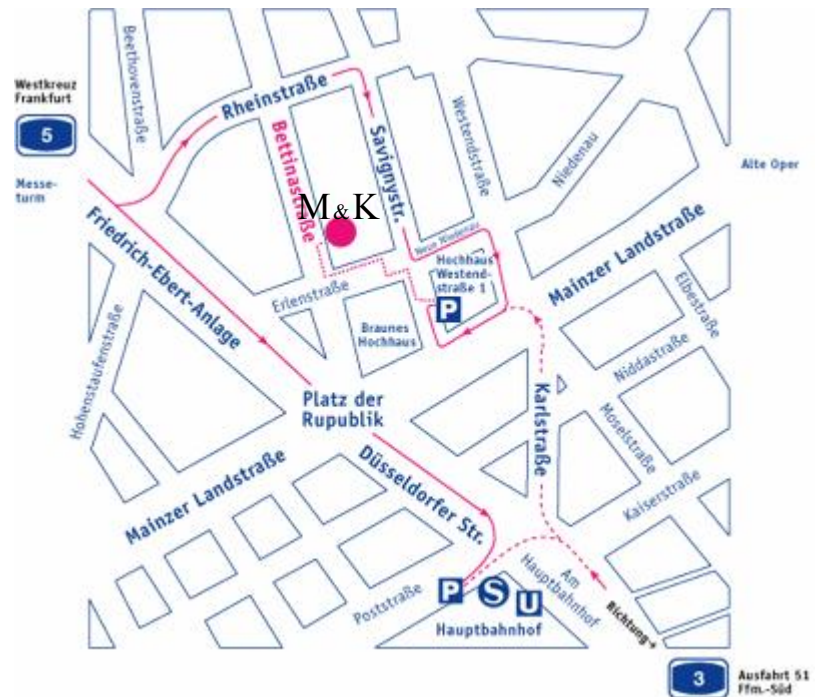 Westkreuz
Frankfurt
5
Messe-
turm
Beethovenstraße
Rheinstraße
Bettinastraße
Savignystr.
Westendstraße
Niedenau
Alte Oper
M&K
Neue Niedenau
Hochhaus
Westend-
straße 1
P
Mainzer Landstraße
Friedrich-Ebert-Anlage
Erlenstraße
Braunes
Hochhaus
Elbestraße
Niddastraße
Hohenstaufenstraße
Platz der
Rupublik
Karlstraße
Moselstraße
Mainzer Landstraße
Düsseldorfer Str.
Kaiserstraße
Poststraße
P
S
U
Hauptbahnhof
Am
Hauptbahnhof
Richtung
3
Ausfahrt 51
Ffm.-Süd